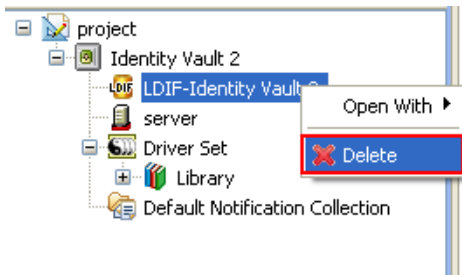 project
Identity Vault 2
LDIF-Identity Vault
Open With
server
Delete
Driver Set
Library
Default Notification Collection